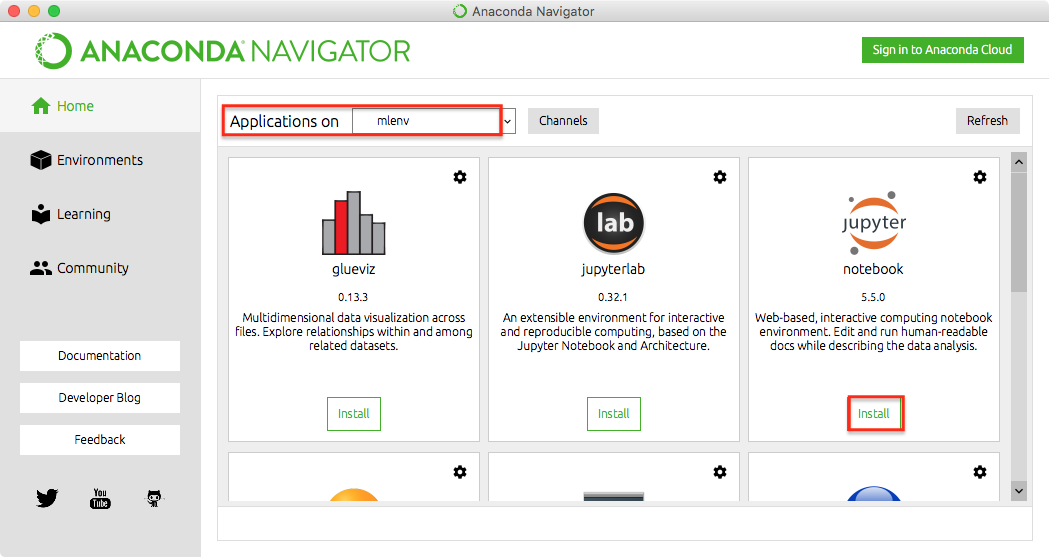 Anaconda Navigator
ANACONDA NAVIGATOR
Sign in to Anaconda Cloud
Home
Environments
Learning
Community
Documentation
Developer Blog
Feedback
You
Tube
Applications on mlenv
Channels
Refresh
glueviz
0.13.3
Multidimensional data visualization across
files. Explore relationships within and among
related datasets.
Install
lab
jupyterlab
0.32.1
An extensible environment for interactive
and reproducible computing, based on the
Jupyter Notebook and Architecture.
Install
jupyter
notebook
5.5.0
Web-based, interactive computing notebook
environment. Edit and run human-readable
docs while describing the data analysis.
Install